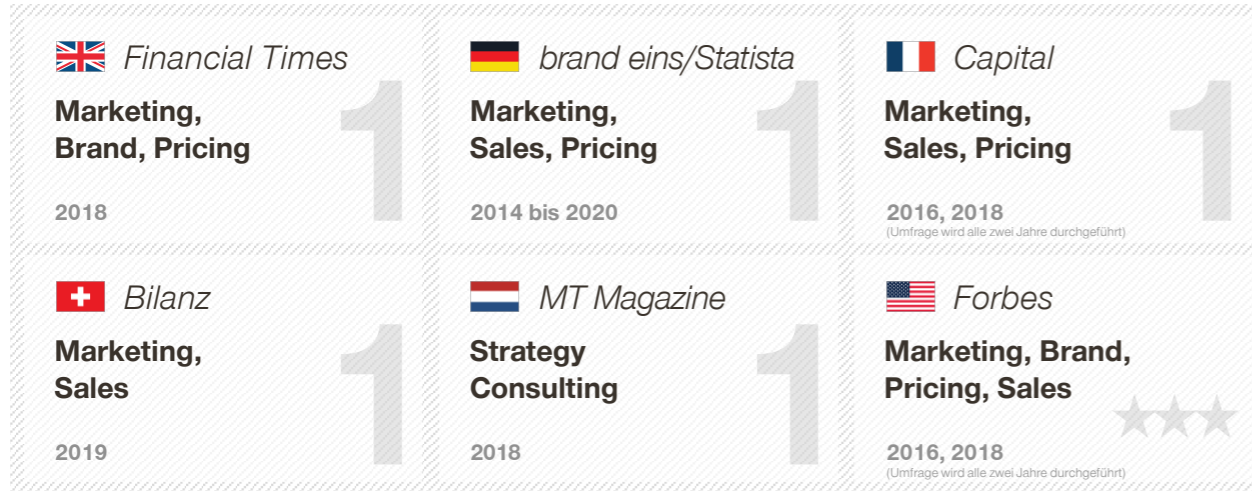 Financial Times
Marketing,
Brand, Pricing
1
2018
brand eins/Statista
Marketing,
Sales, Pricing
1
2014 bis 2020
Capital
Marketing,
Sales, Pricing
1
2016, 2018
(Umfrage wird alle zwei Jahre durchgeführt)
Bilanz
Marketing,
Sales
1
2019
MT Magazine
Strategy
Consulting
1
2018
Forbes
Marketing, Brand,
Pricing, Sales
2016, 2018
(Umfrage wird alle zwei Jahre durchgeführt)